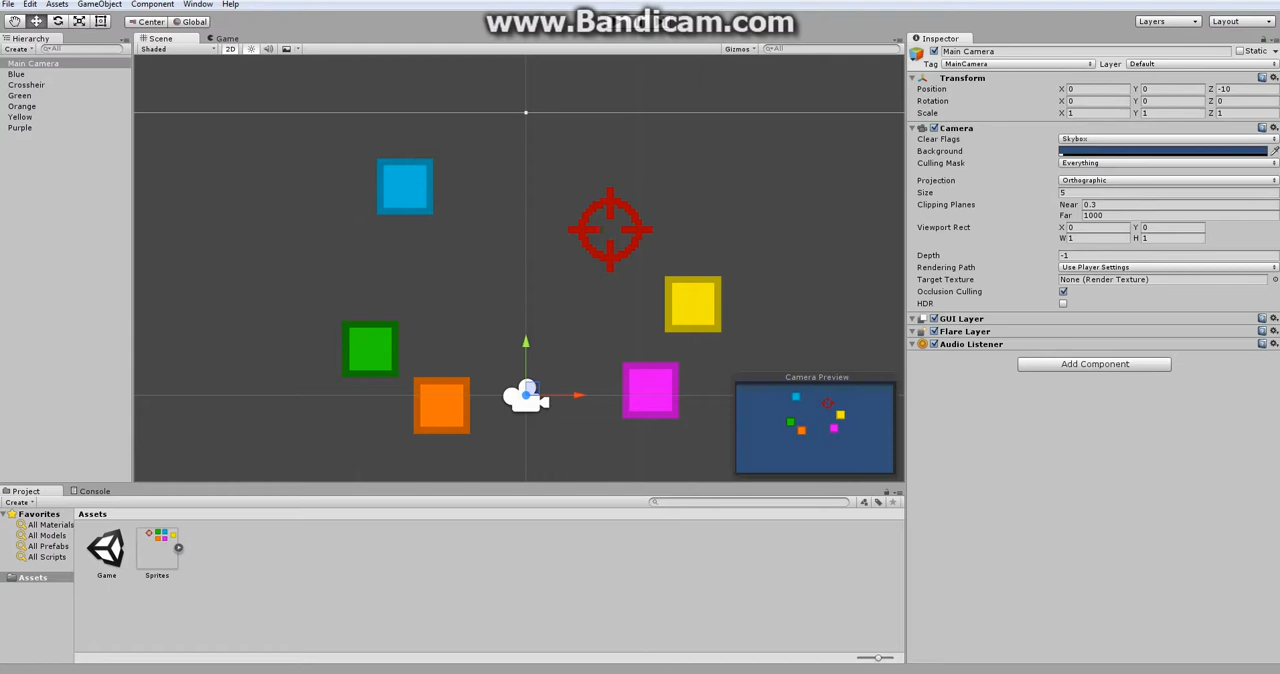 www.Bandicam.com
File Edit Assets GameObject Component Window Help
Center Global Layers Layout
Hierarchy
Create All
Main Camera
Blue
Crossheir
Green
Orange
Yellow
Purple
Scene Game
Shaded 2D Gizmos All
Camera Preview
Inspector
Main Camera Static
Tag MainCamera Layer Default
Transform
Position X 0 Y 0 Z -10
Rotation X 0 Y 0 Z 0
Scale X 1 Y 1 Z 1
Camera
Clear Flags Skybox
Background
Culling Mask Everything
Projection Orthographic
Size 5
Clipping Planes Near 0.3
Far 1000
Viewport Rect X 0 Y 0
W 1 H 1
Depth -1
Rendering Path Use Player Settings
Target Texture None (Render Texture)
Occlusion Culling
HDR
GUI Layer
Flare Layer
Audio Listener
Add Component
Project Console
Create
Favorites
All Materials
All Models
All Prefabs
All Scripts
Assets
Assets
Game Sprites